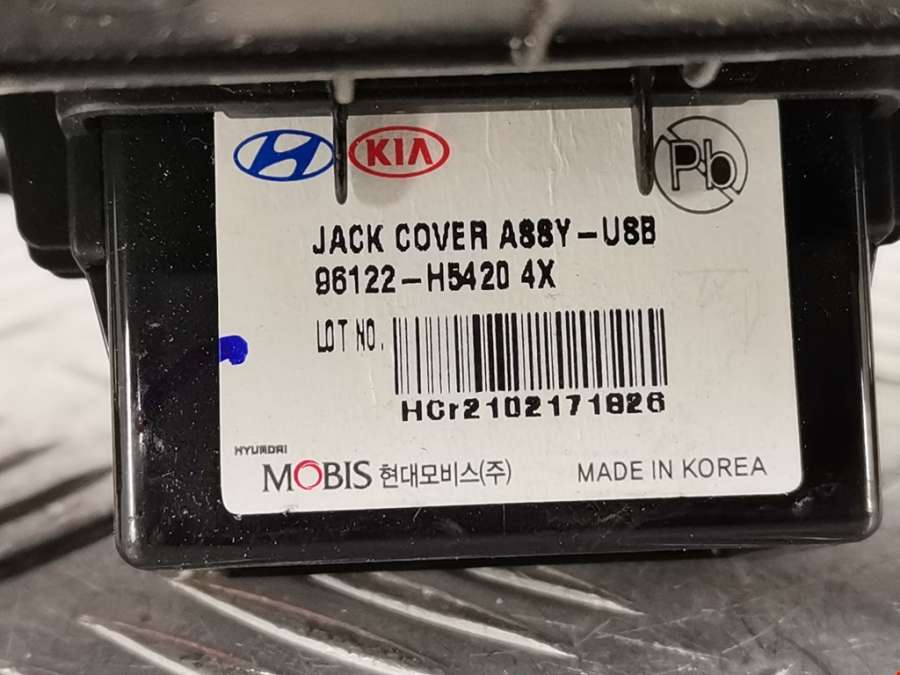 KIA
Pb
JACK COVER ASSY-USB
96122-H5420 4X
LOT NO.
HCr2102171826
HYUNDAI
MOBIS 현대모비스(주)
MADE IN KOREA